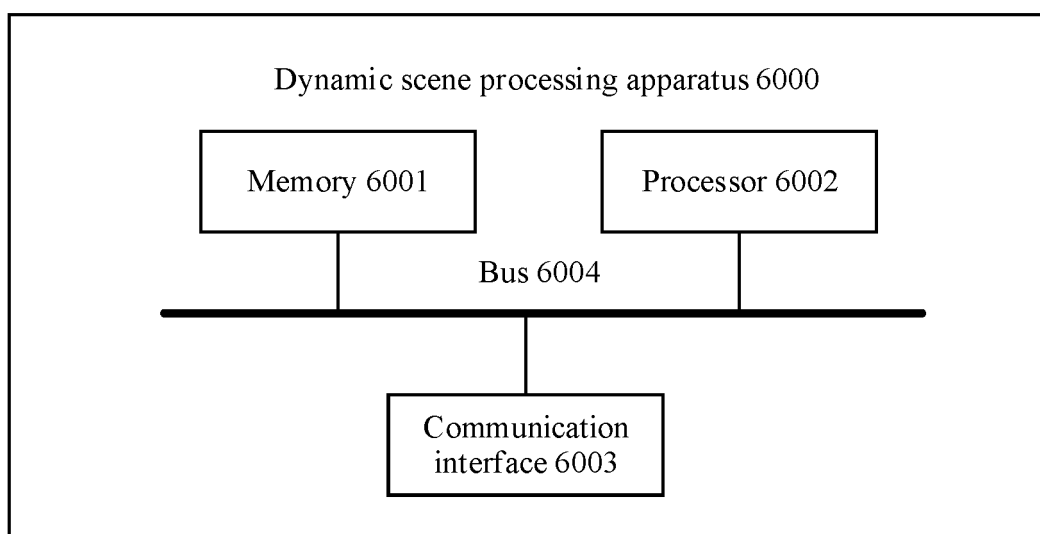 Dynamic scene processing apparatus 6000
Memory 6001
Processor 6002
Bus 6004
Communication
interface 6003